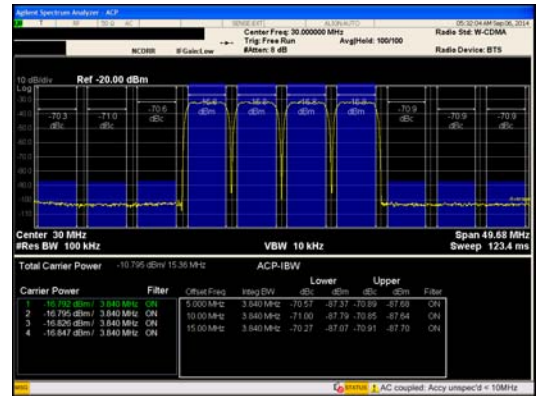 Agilent Spectrum Analyzer : ACP
T RF 50 Ω AC SENSE:EXT ALIGN AUTO 05:32:04 AM Sep 06, 2014
Center Freq: 30.000000 MHz Radio Std: W-CDMA
Trig: Free Run Avg|Hold: 100/100
NCORR IFGain:Low #Atten: 8 dB Radio Device: BTS
10 dB/div Ref -20.00 dBm
Log
-70.3 dBc -71.0 dBc -70.6 dBc -16.8 dBm -16.8 dBm -16.8 dBm -16.8 dBm -70.9 dBc -70.9 dBc -70.9 dBc
Average
Center 30 MHz Span 49.68 MHz
#Res BW 100 kHz VBW 10 kHz Sweep 123.4 ms
Total Carrier Power -10.795 dBm/ 15.36 MHz ACP-IBW
Lower Upper
Carrier Power Filter Offset Freq Integ BW dBc dBm dBc dBm Filter
1 -16.792 dBm / 3.840 MHz ON 5.000 MHz 3.840 MHz -70.57 -87.37 -70.89 -87.68 ON
2 -16.795 dBm / 3.840 MHz ON 10.00 MHz 3.840 MHz -71.00 -87.79 -70.85 -87.64 ON
3 -16.826 dBm / 3.840 MHz ON 15.00 MHz 3.840 MHz -70.27 -87.07 -70.91 -87.70 ON
4 -16.847 dBm / 3.840 MHz ON
MSG STATUS AC coupled: Accy unspec'd < 10MHz